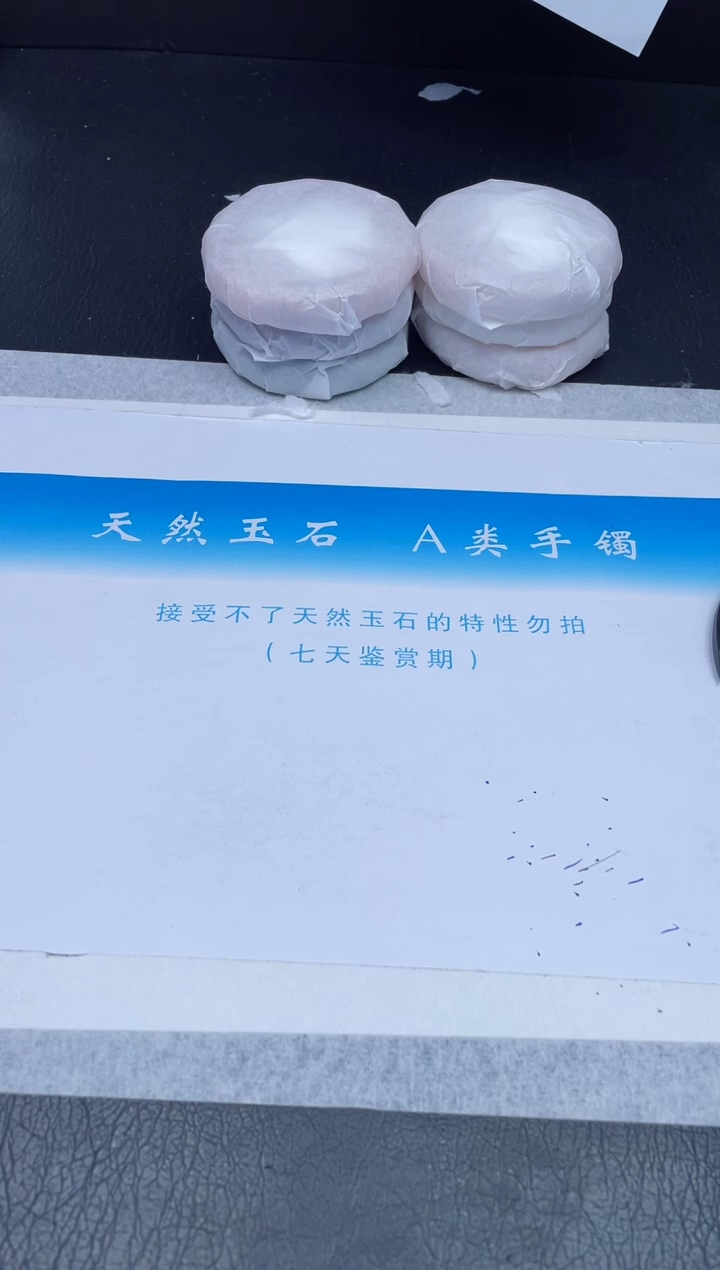 天然玉石 A类手镯
接受不了天然玉石的特性勿拍
(七天鉴赏期)